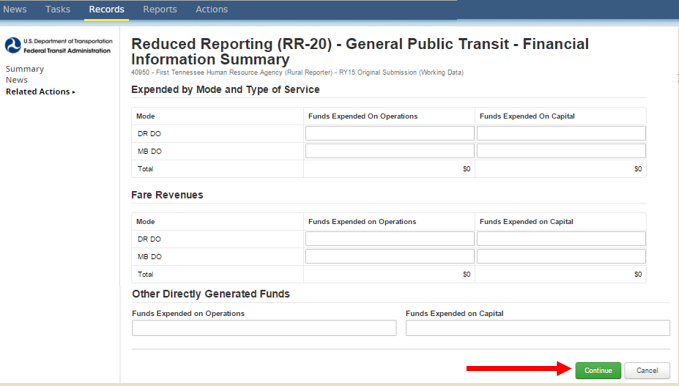 News Tasks Records Reports Actions
U.S. Department of Transportation
Federal Transit Administration
Summary
News
Related Actions ▸
Reduced Reporting (RR-20) - General Public Transit - Financial
Information Summary
40950 - First Tennessee Human Resource Agency (Rural Reporter) - RY15 Original Submission (Working Data)
Expended by Mode and Type of Service
Mode Funds Expended On Operations Funds Expended On Capital
DR DO
MB DO
Total $0 $0
Fare Revenues
Mode Funds Expended on Operations Funds Expended on Capital
DR DO
MB DO
Total $0 $0
Other Directly Generated Funds
Funds Expended on Operations Funds Expended on Capital
Continue Cancel